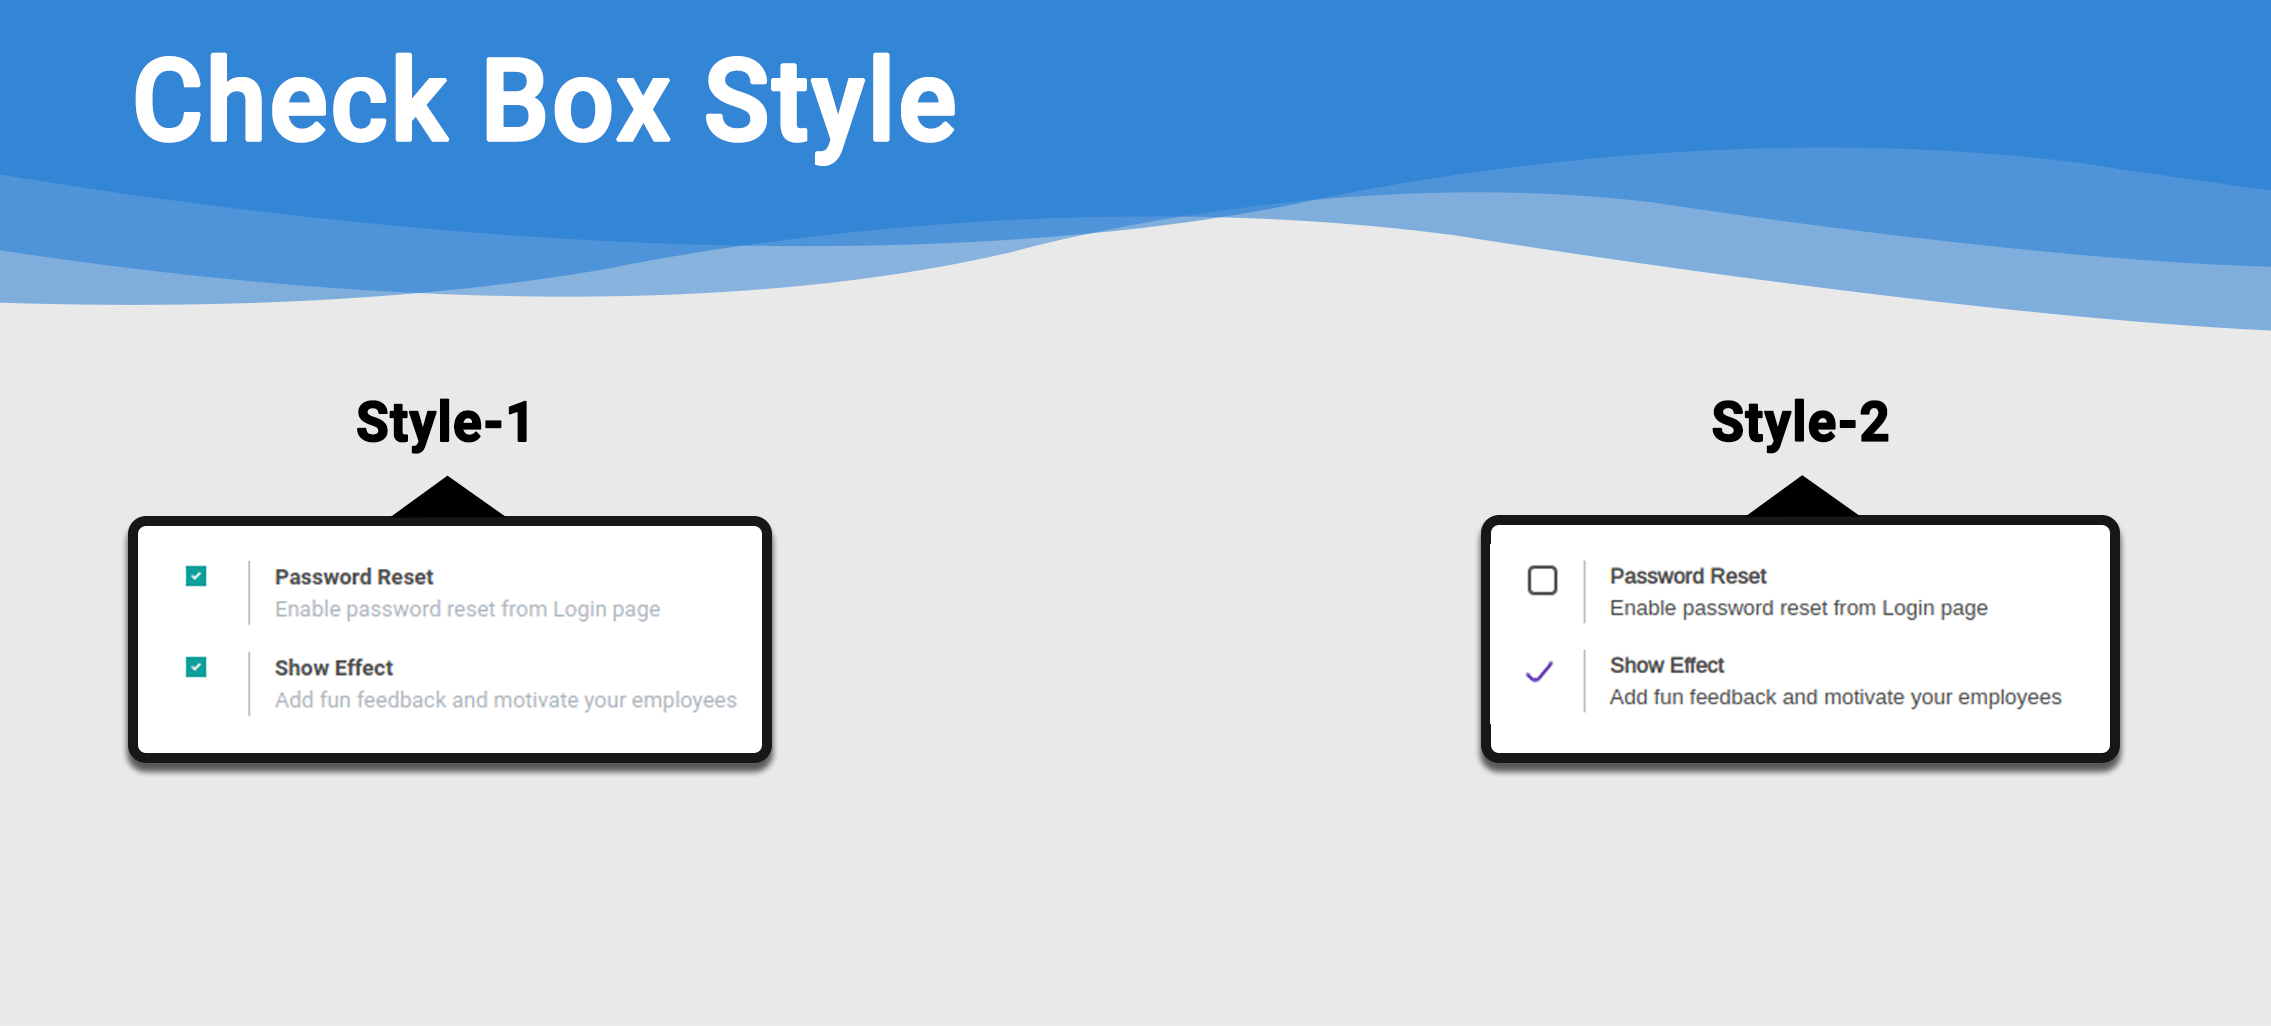 Check Box Style
Style-1
Password Reset
Enable password reset from Login page
Show Effect
Add fun feedback and motivate your employees
Style-2
Password Reset
Enable password reset from Login page
Show Effect
Add fun feedback and motivate your employees